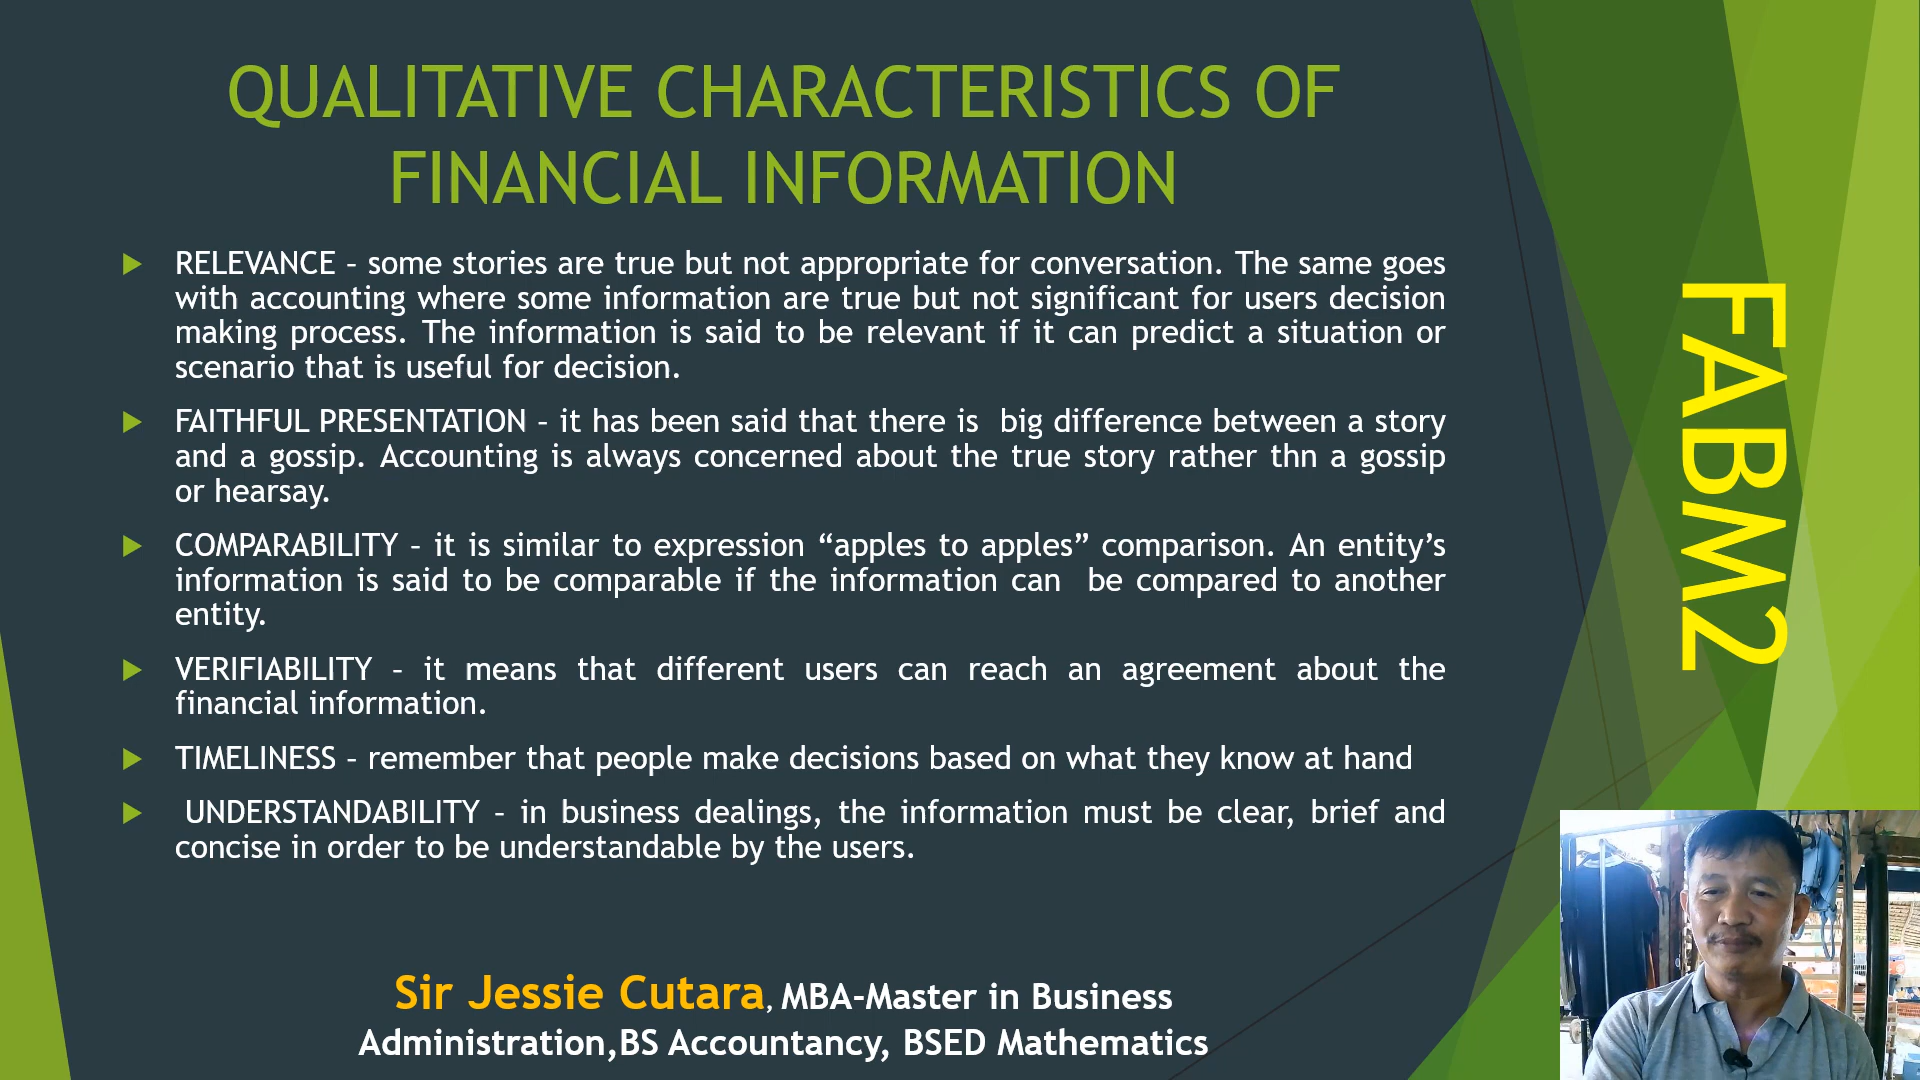 QUALITATIVE CHARACTERISTICS OF
FINANCIAL INFORMATION
RELEVANCE – some stories are true but not appropriate for conversation. The same goes
with accounting where some information are true but not significant for users decision
making process. The information is said to be relevant if it can predict a situation or
scenario that is useful for decision.
FAITHFUL PRESENTATION – it has been said that there is  big difference between a story
and a gossip. Accounting is always concerned about the true story rather thn a gossip
or hearsay.
COMPARABILITY – it is similar to expression “apples to apples” comparison. An entity’s
information is said to be comparable if the information can  be compared to another
entity.
VERIFIABILITY – it means that different users can reach an agreement about the
financial information.
TIMELINESS – remember that people make decisions based on what they know at hand
UNDERSTANDABILITY – in business dealings, the information must be clear, brief and
concise in order to be understandable by the users.
Sir Jessie Cutara, MBA-Master in Business
Administration,BS Accountancy, BSED Mathematics
FABM2